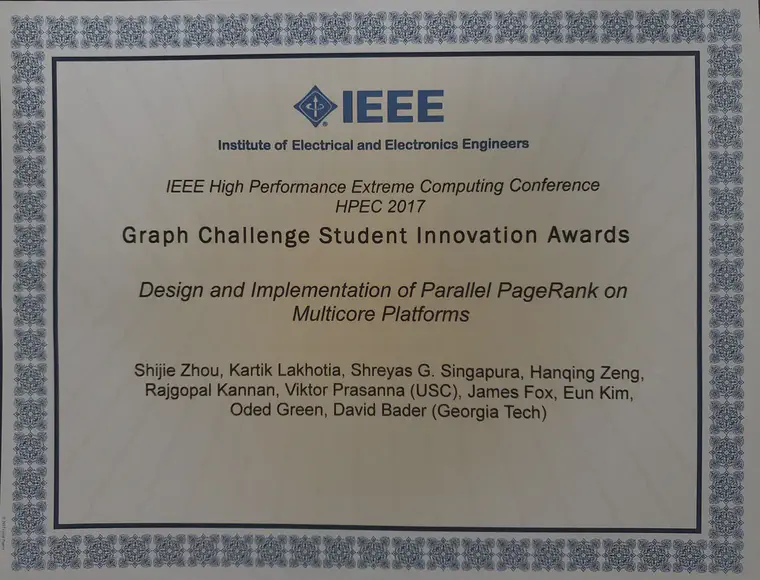 IEEE
Institute of Electrical and Electronics Engineers
IEEE High Performance Extreme Computing Conference
HPEC 2017
Graph Challenge Student Innovation Awards
Design and Implementation of Parallel PageRank on
Multicore Platforms
Shijie Zhou, Kartik Lakhotia, Shreyas G. Singapura, Hanqing Zeng,
Rajgopal Kannan, Viktor Prasanna (USC), James Fox, Eun Kim,
Oded Green, David Bader (Georgia Tech)